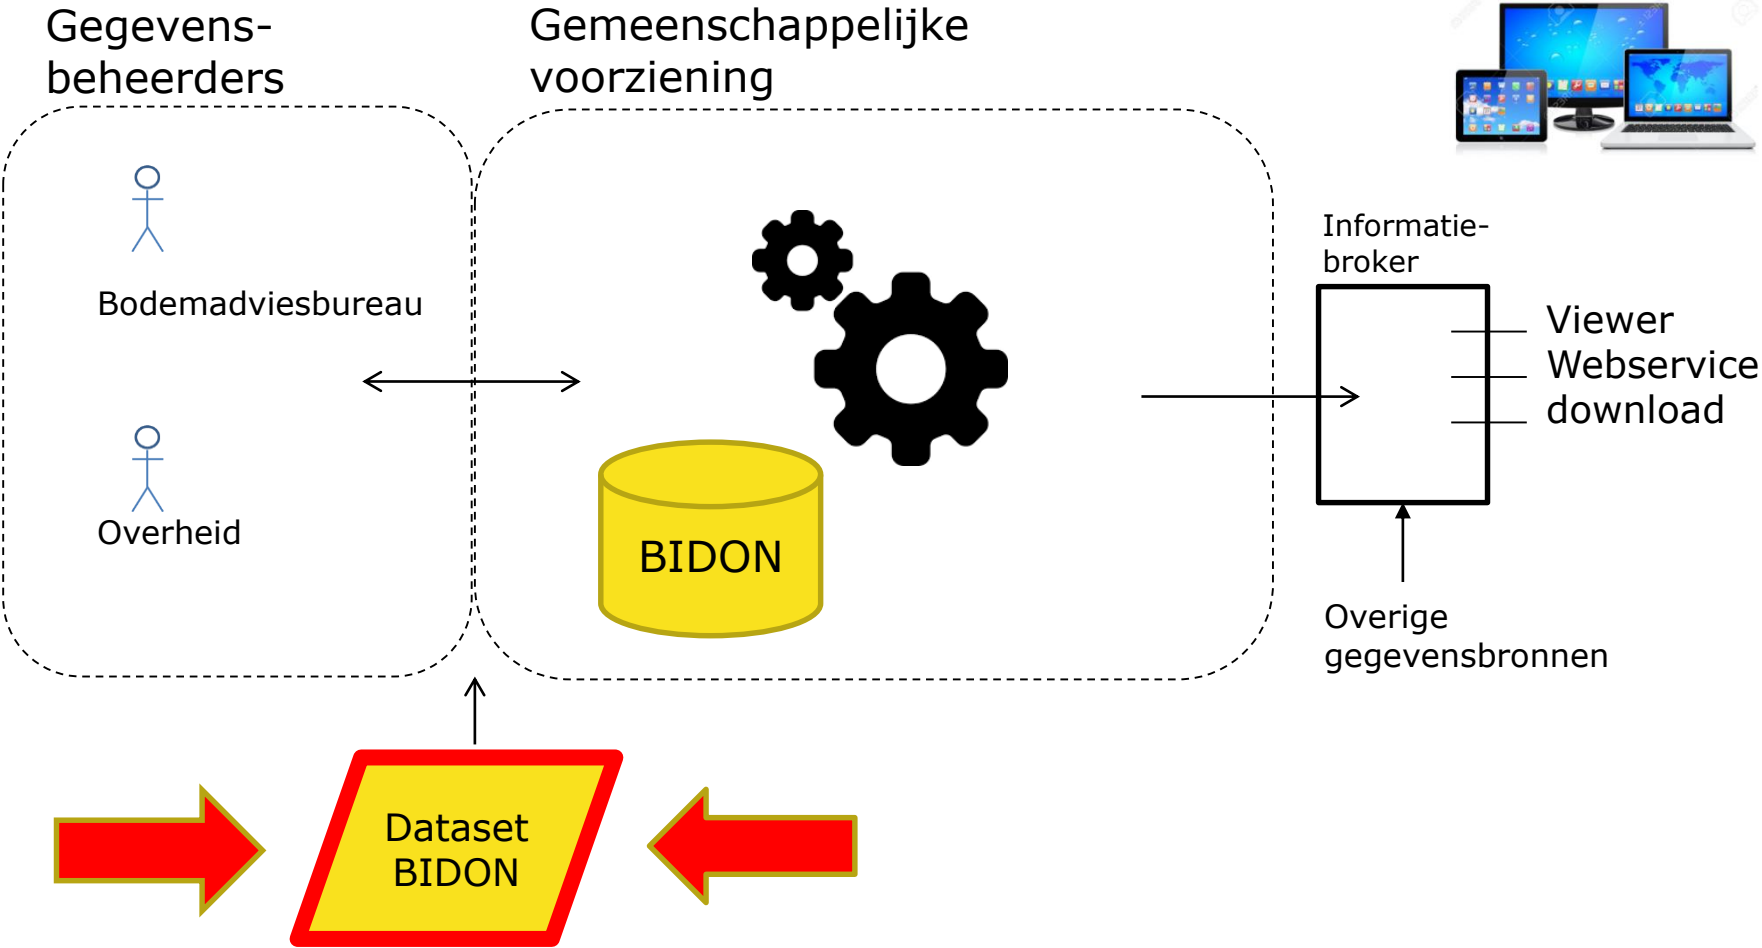 Gegevens-
beheerders
Gemeenschappelijke
voorziening
Bodemadviesbureau
Overheid
BIDON
Informatie-
broker
Viewer
Webservice
download
Overige
gegevensbronnen
Dataset
BIDON